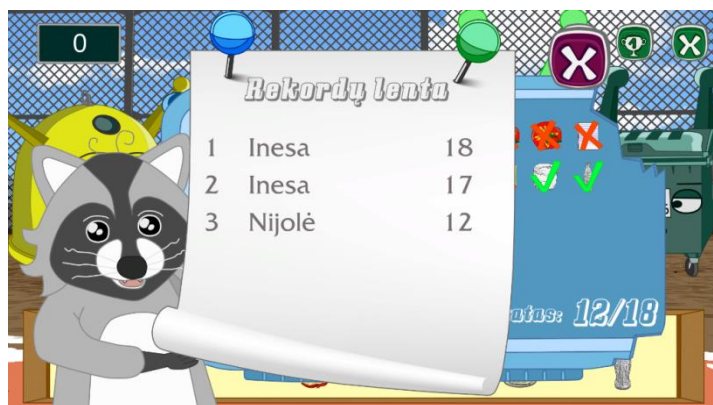 0
Rekordų lenta
1 Inesa 18
2 Inesa 17
3 Nijolė 12
12/18